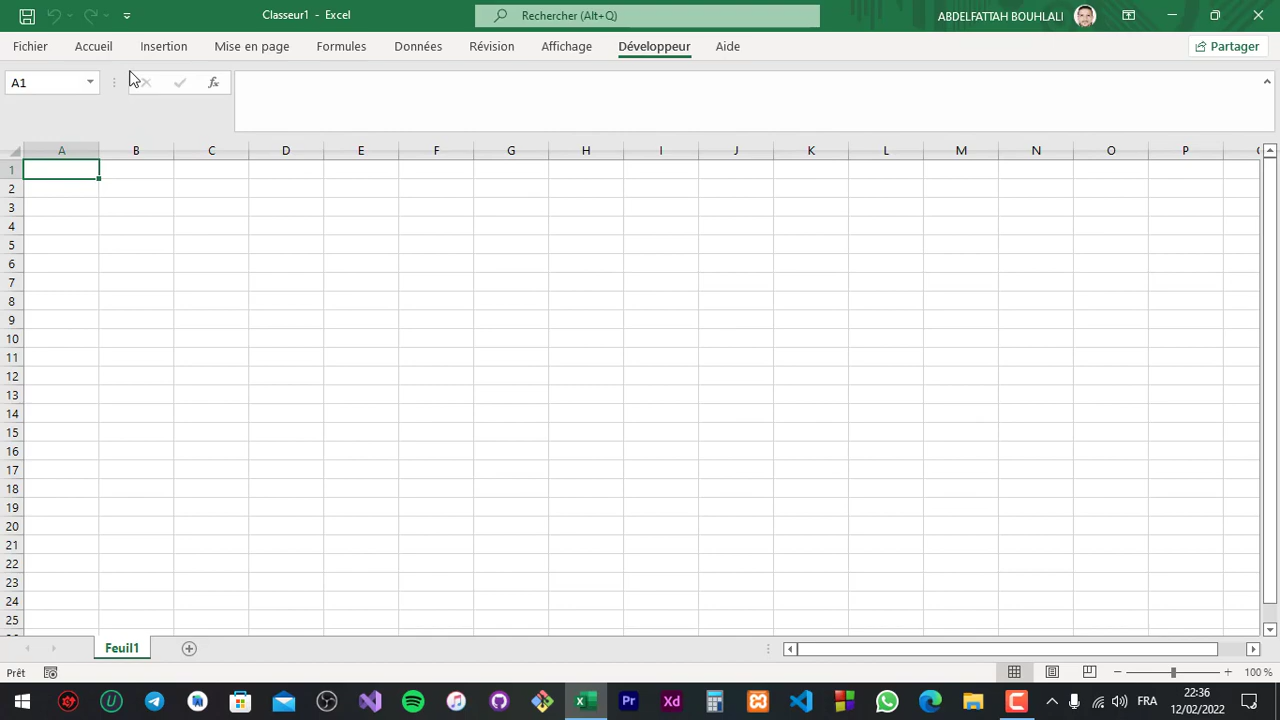 Classeur1 - Excel
Rechercher (Alt+Q)
ABDELFATTAH BOUHLALI
Fichier Accueil Insertion Mise en page Formules Données Révision Affichage Développeur Aide Partager
A1 fx
A B C D E F G H I J K L M N O P
1
2
3
4
5
6
7
8
9
10
11
12
13
14
15
16
17
18
19
20
21
22
23
24
25
Feuil1
Prêt 100 %
FRA 22:36
12/02/2022